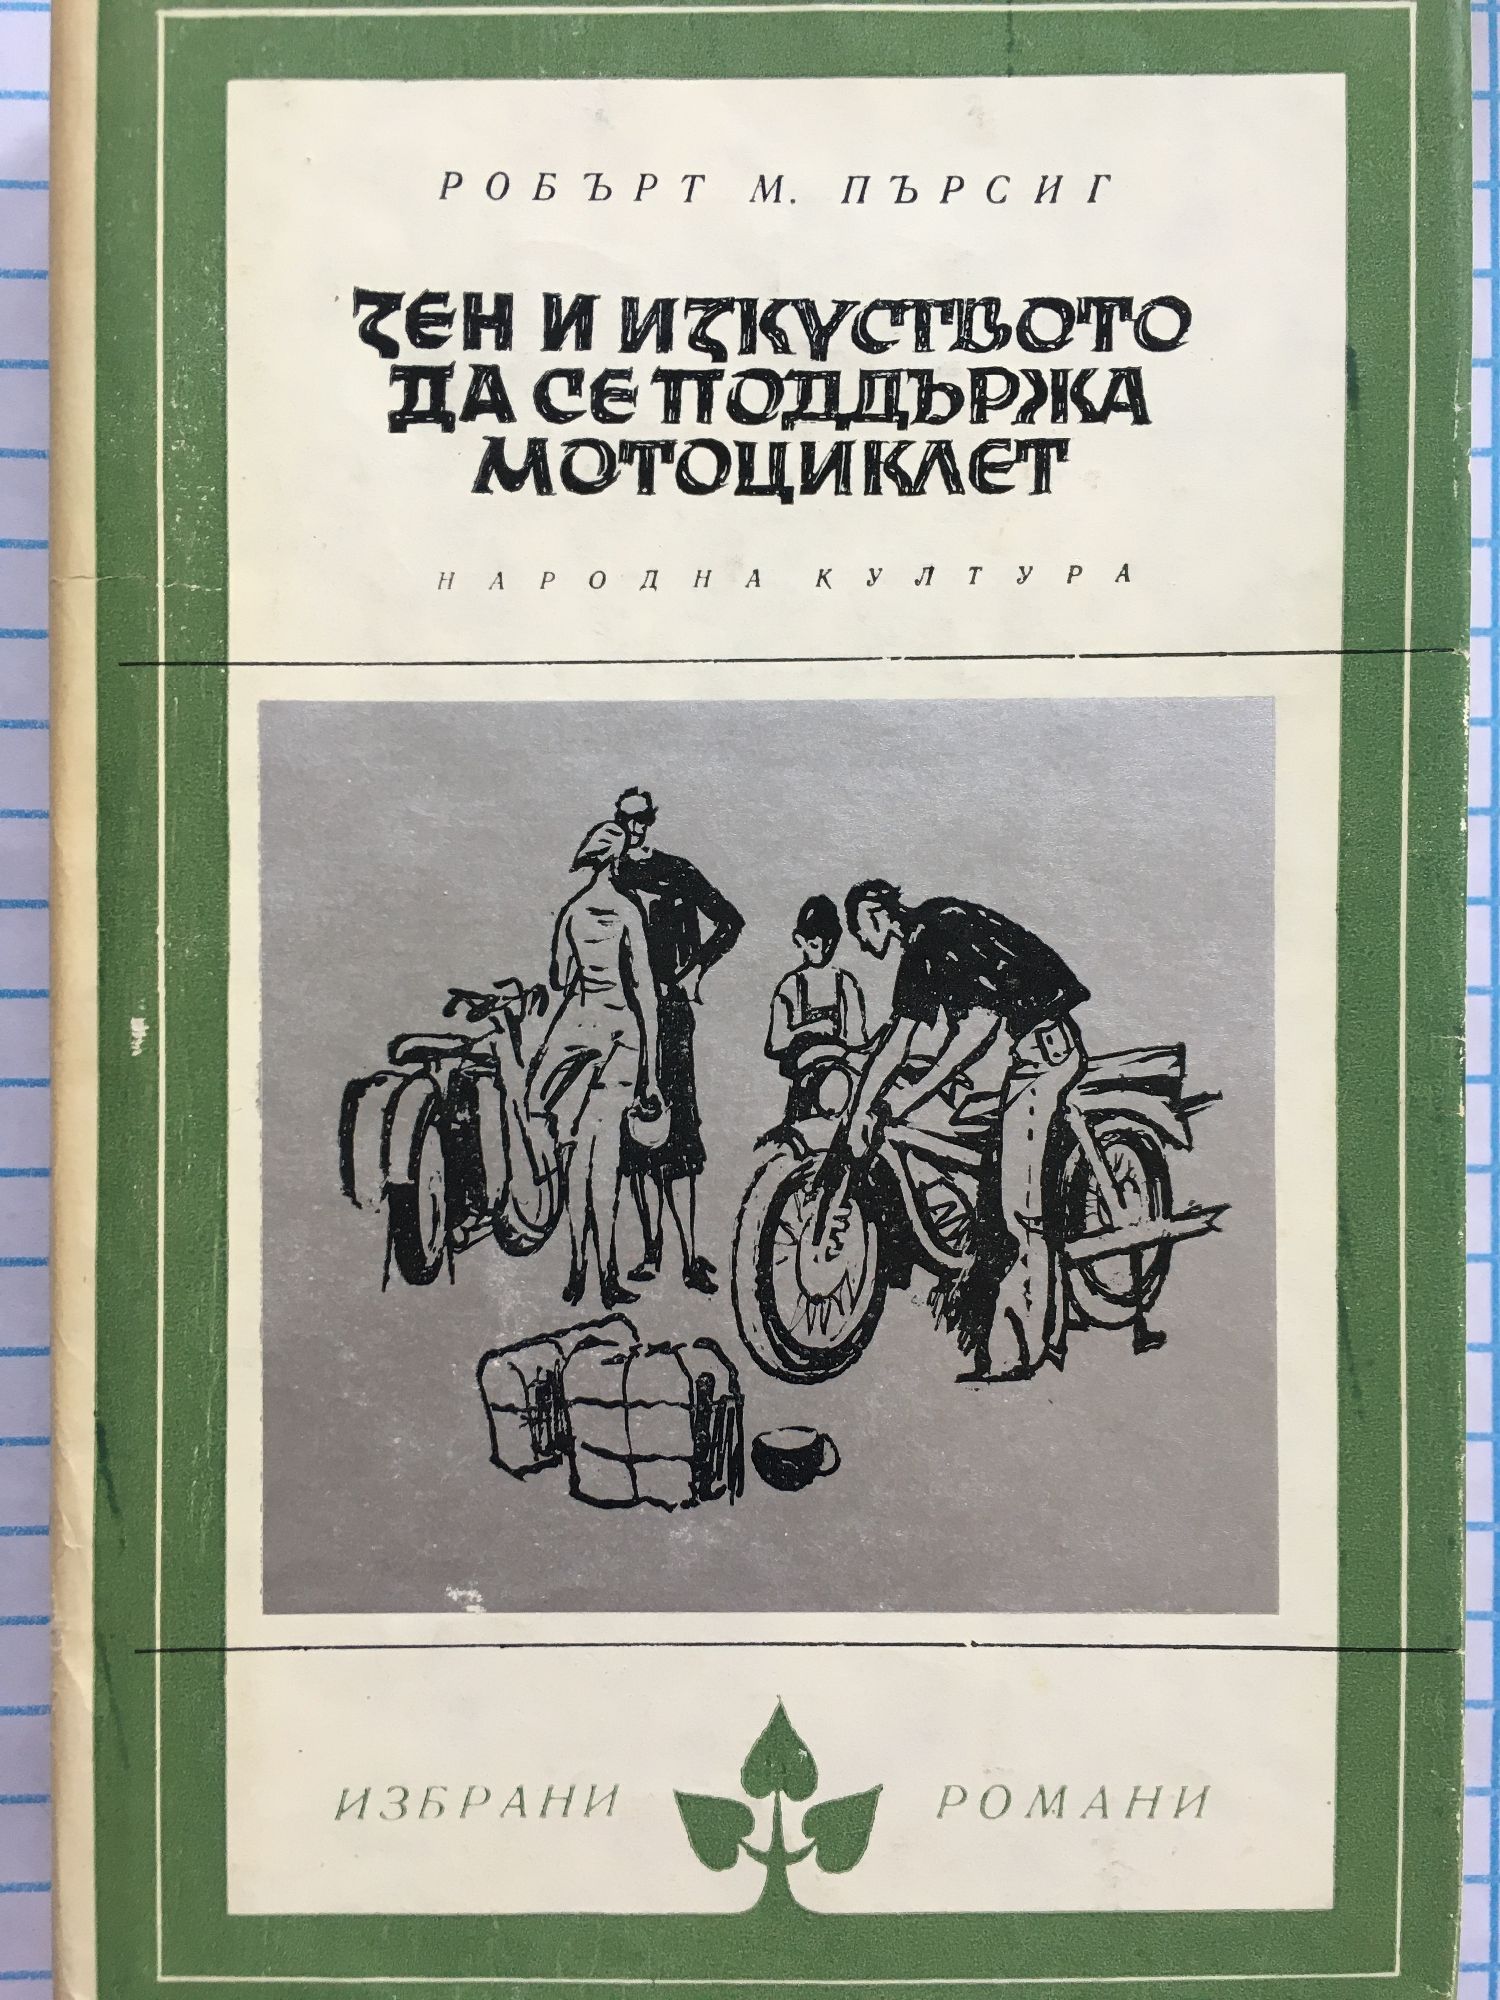 РОБЪРТ М. ПЪРСИГ
ЗЕН И ИЗКУСТВОТО
ДА СЕ ПОДДЪРЖА
МОТОЦИКЛЕТ
НАРОДНА КУЛТУРА
ИЗБРАНИ РОМАНИ